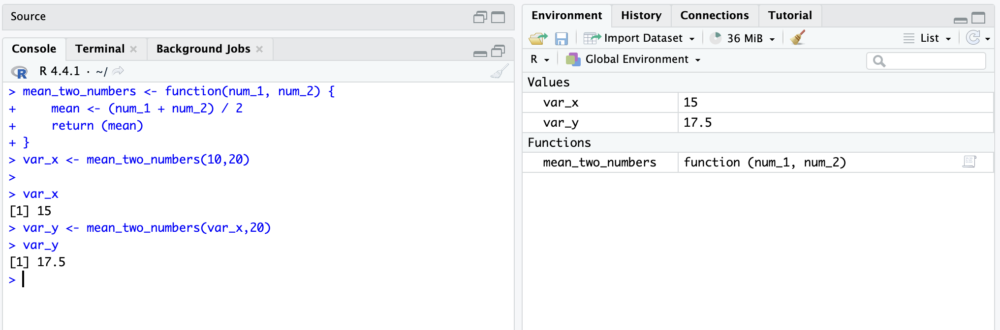 Source
Console Terminal Background Jobs
R 4.4.1 · ~/
> mean_two_numbers <- function(num_1, num_2) {
+     mean <- (num_1 + num_2) / 2
+     return (mean)
+ }
> var_x <- mean_two_numbers(10,20)
>
> var_x
[1] 15
> var_y <- mean_two_numbers(var_x,20)
> var_y
[1] 17.5
>
Environment History Connections Tutorial
Import Dataset 36 MiB List
R Global Environment
Values
var_x 15
var_y 17.5
Functions
mean_two_numbers function (num_1, num_2)